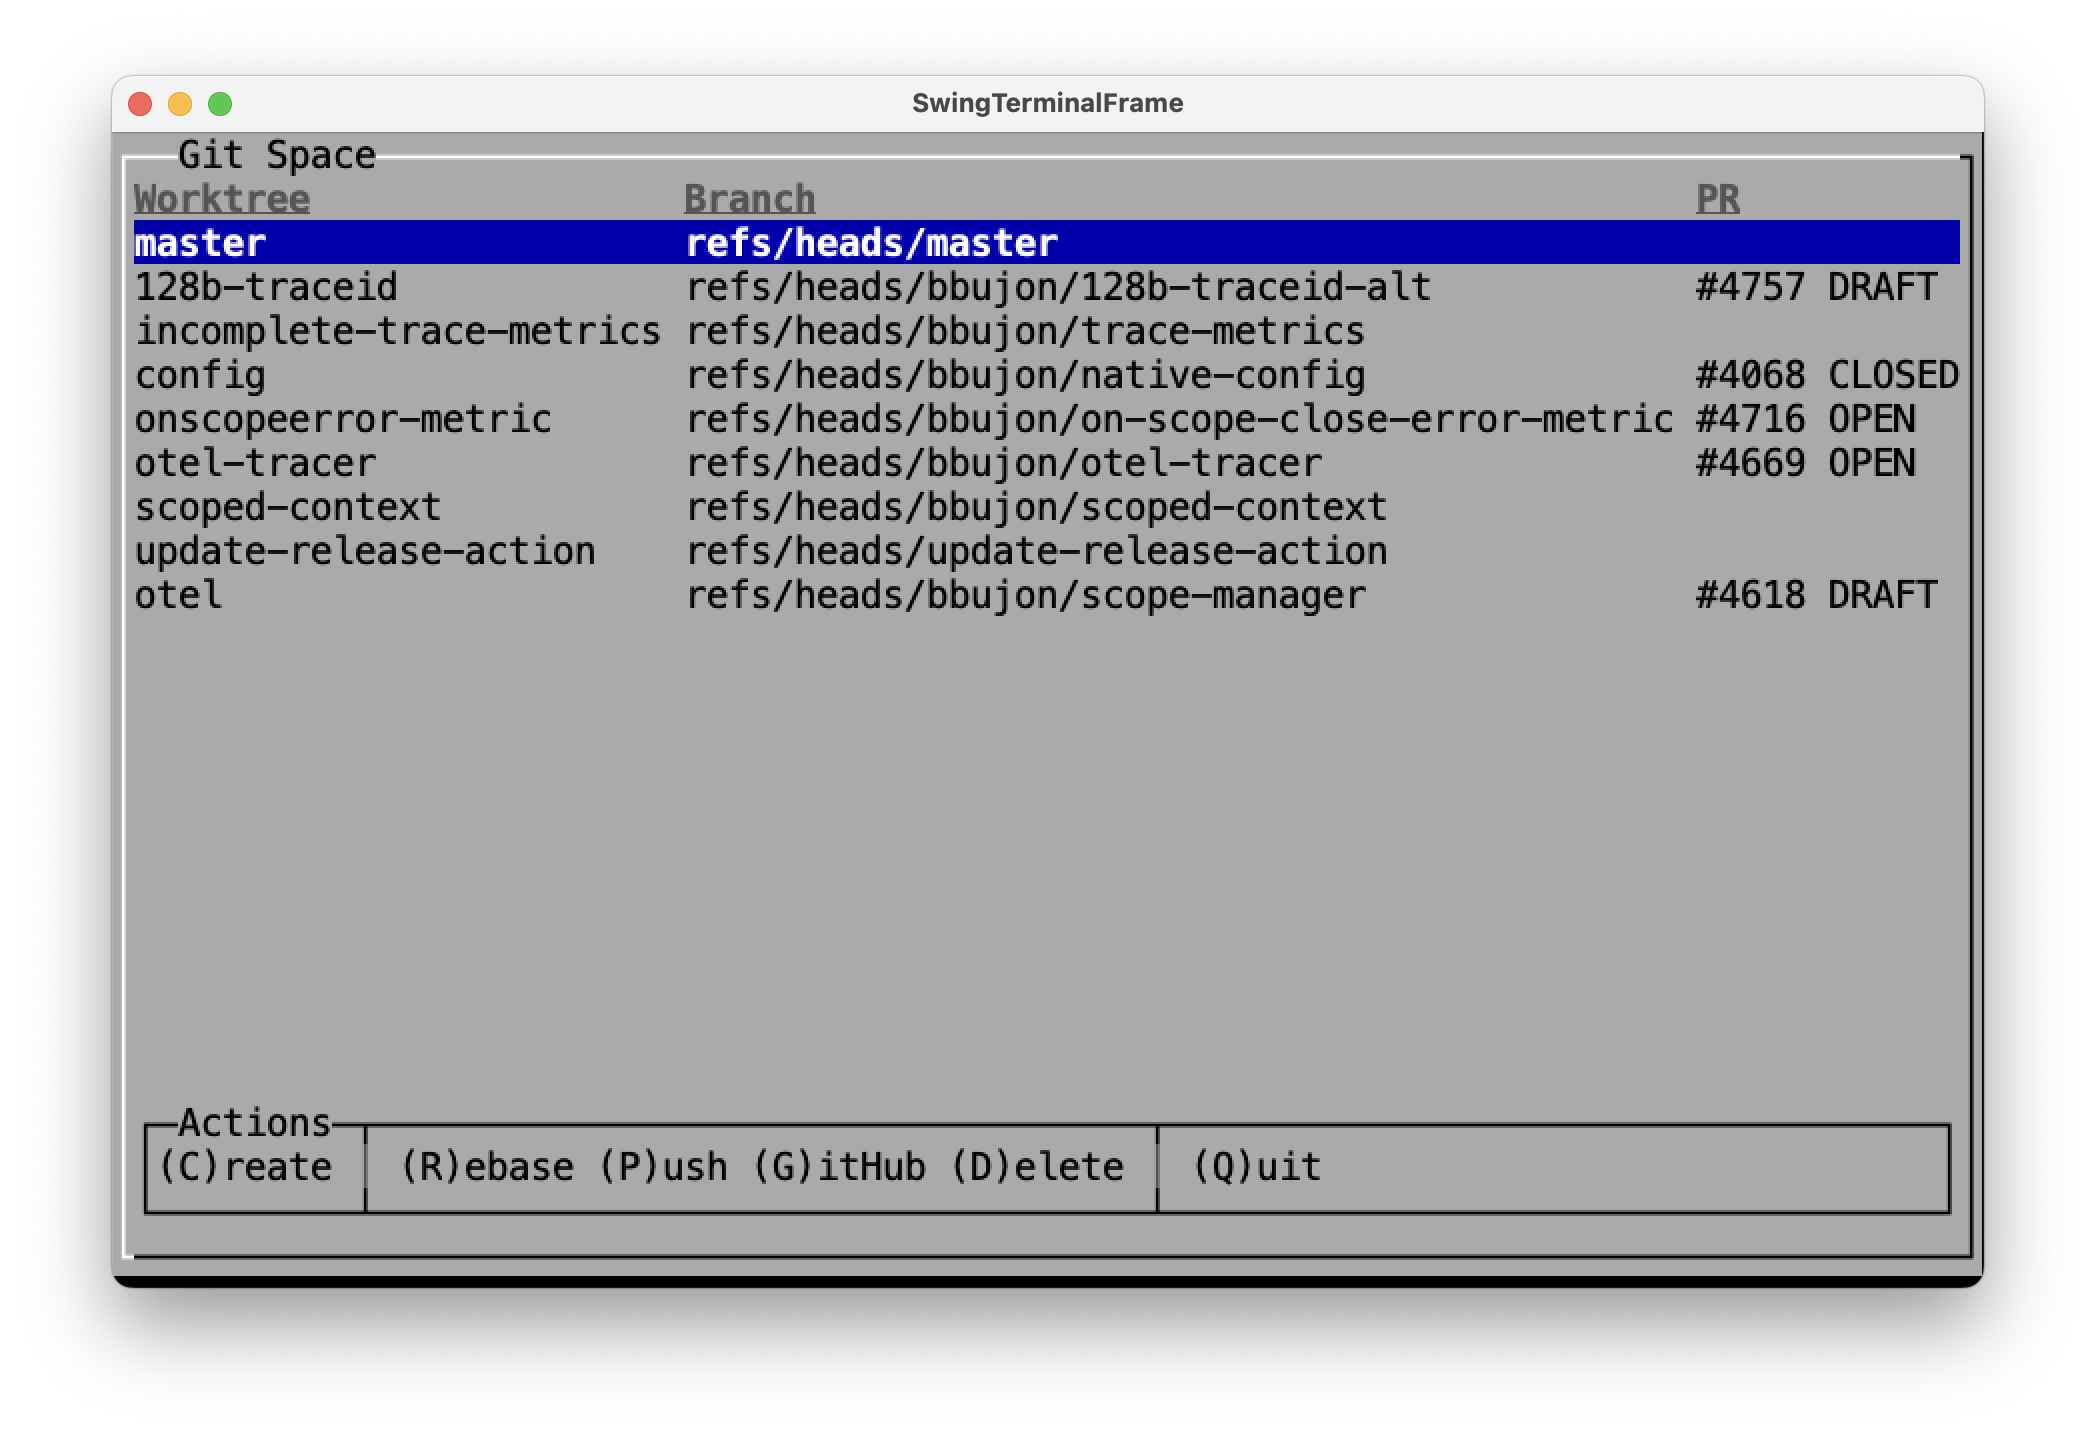 SwingTerminalFrame
Git Space
Worktree Branch PR
master refs/heads/master
128b-traceid refs/heads/bbujon/128b-traceid-alt #4757 DRAFT
incomplete-trace-metrics refs/heads/bbujon/trace-metrics
config refs/heads/bbujon/native-config #4068 CLOSED
onscopeerror-metric refs/heads/bbujon/on-scope-close-error-metric #4716 OPEN
otel-tracer refs/heads/bbujon/otel-tracer #4669 OPEN
scoped-context refs/heads/bbujon/scoped-context
update-release-action refs/heads/update-release-action
otel refs/heads/bbujon/scope-manager #4618 DRAFT
Actions
(C)reate (R)ebase (P)ush (G)itHub (D)elete (Q)uit